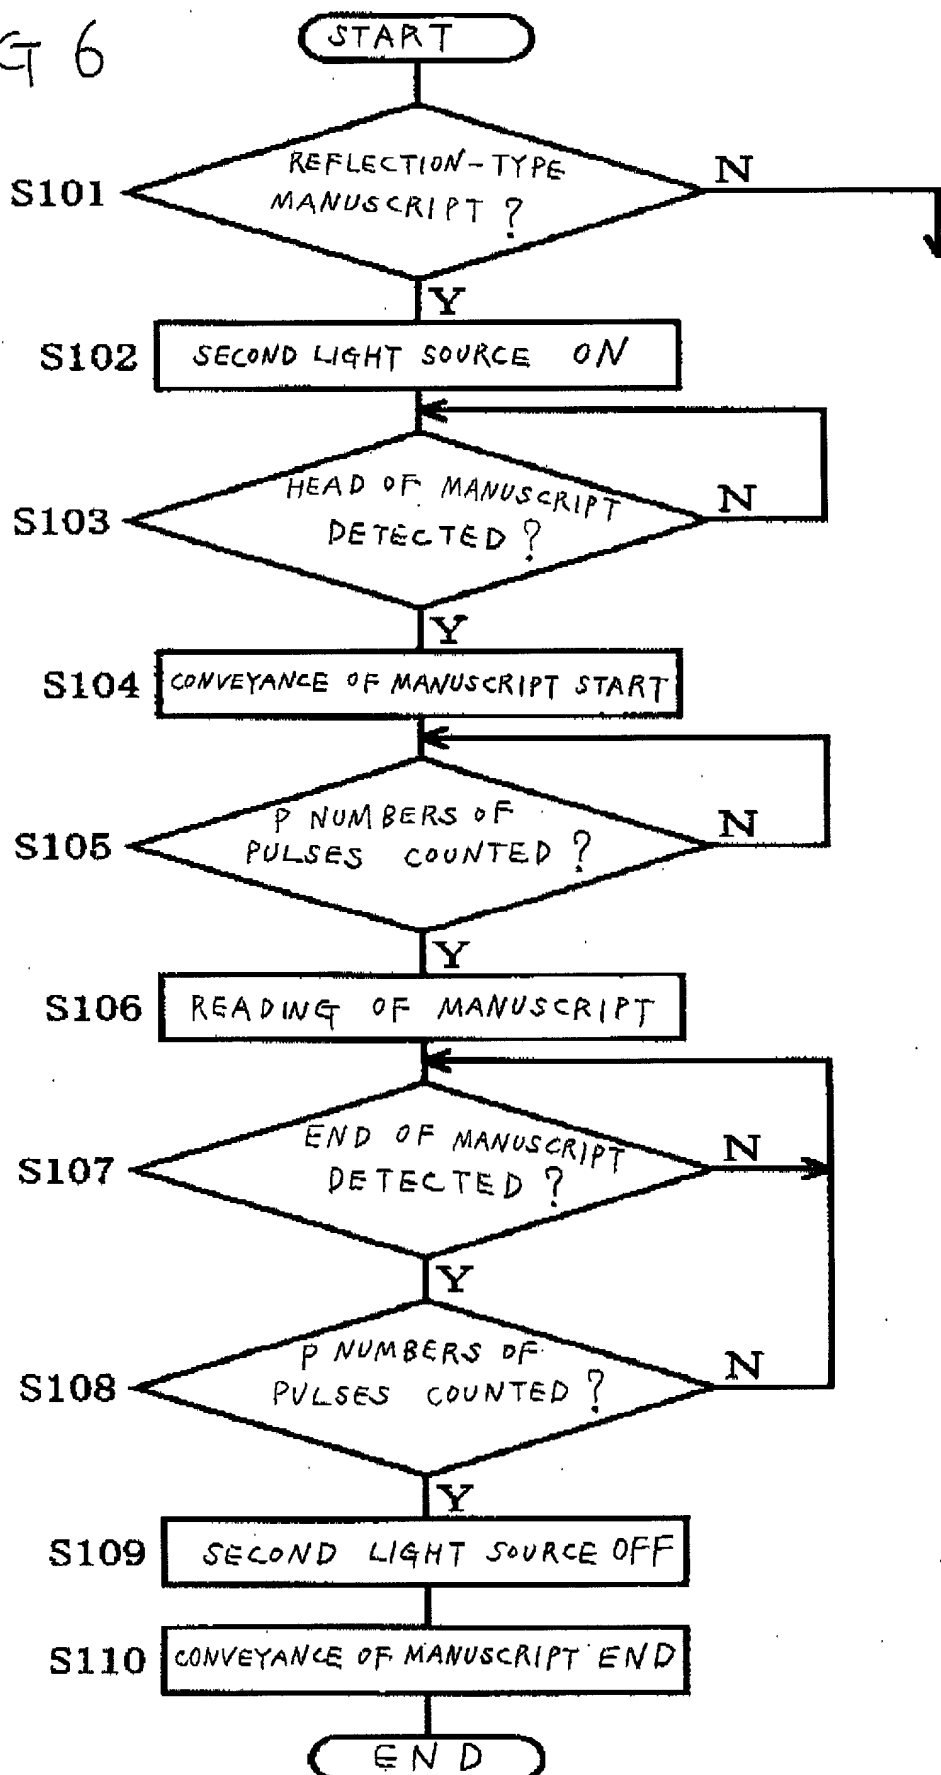 G 6
START
S101
REFLECTION-TYPE
MANUSCRIPT ?
N
Y
S102
SECOND LIGHT SOURCE ON
S103
HEAD OF MANUSCRIPT
DETECTED ?
N
Y
S104
CONVEYANCE OF MANUSCRIPT START
S105
P NUMBERS OF
PULSES COUNTED ?
N
Y
S106
READING OF MANUSCRIPT
S107
END OF MANUSCRIPT
DETECTED ?
N
Y
S108
P NUMBERS OF
PULSES COUNTED ?
N
Y
S109
SECOND LIGHT SOURCE OFF
S110
CONVEYANCE OF MANUSCRIPT END
END